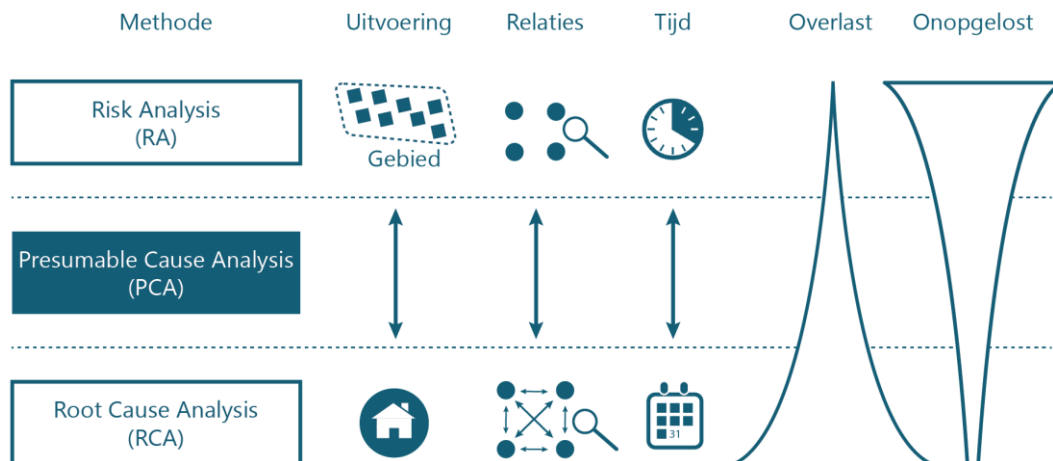 Methode
Uitvoering
Relaties
Tijd
Overlast
Onopgelost
Risk Analysis
(RA)
Gebied
Presumable Cause Analysis
(PCA)
Root Cause Analysis
(RCA)
31